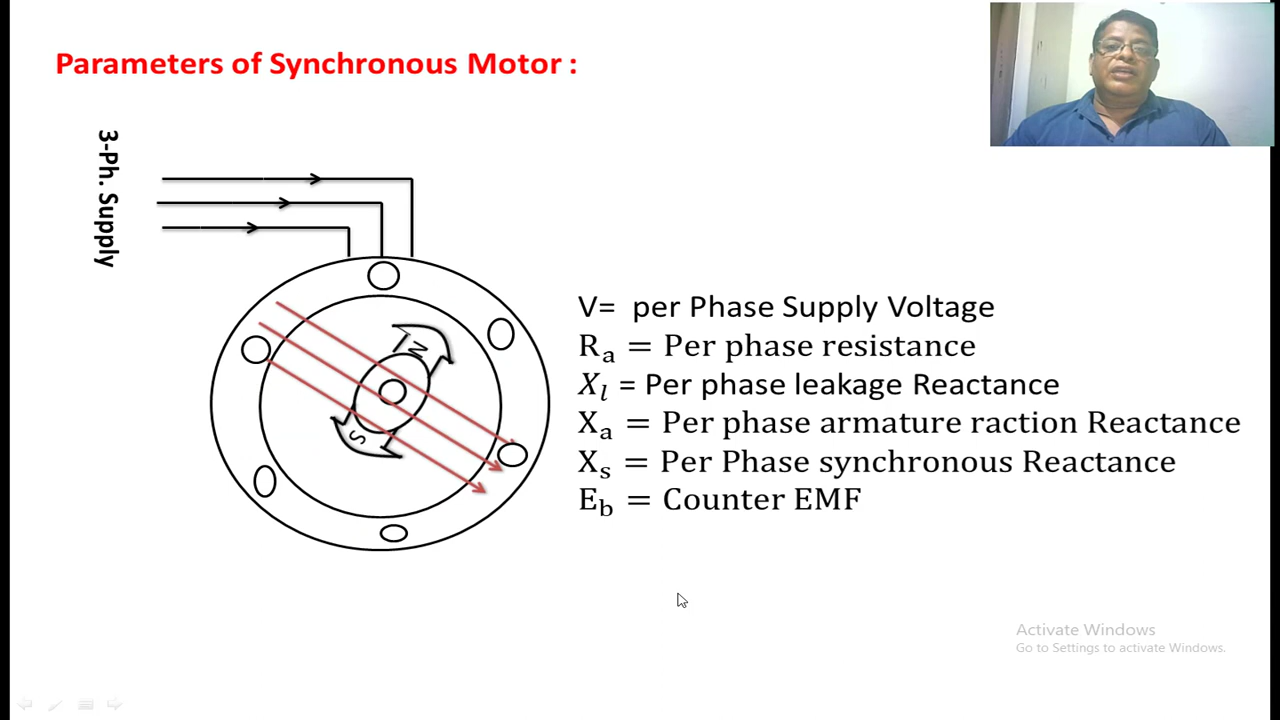 Parameters of Synchronous Motor :
3-Ph. Supply
N
S
V= per Phase Supply Voltage
Rₐ = Per phase resistance
Xₗ = Per phase leakage Reactance
Xₐ = Per phase armature raction Reactance
Xₛ = Per Phase synchronous Reactance
E_b = Counter EMF
Activate Windows
Go to Settings to activate Windows.